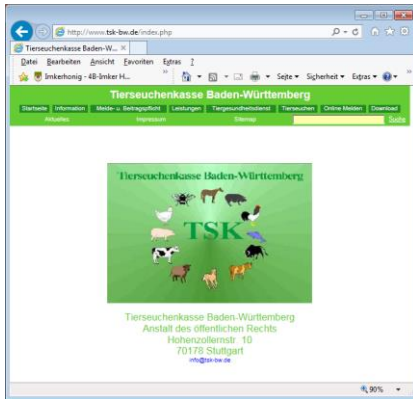 http://www.tsk-bw.de/index.php
Tierseuchenkasse Baden-W...
Datei Bearbeiten Ansicht Favoriten Extras ?
Imkerhonig - 4B-Imker H...
Seite Sicherheit Extras
Tierseuchenkasse Baden-Württemberg
Startseite Information Melde- u. Beitragspflicht Leistungen Tiergesundheitsdienst Tierseuchen Online Melden Download
Aktuelles Impressum Sitemap Suche
Tierseuchenkasse Baden-Württemberg
TSK
Tierseuchenkasse Baden-Württemberg
Anstalt des öffentlichen Rechts
Hohenzollernstr. 10
70178 Stuttgart
info@tsk-bw.de
90%